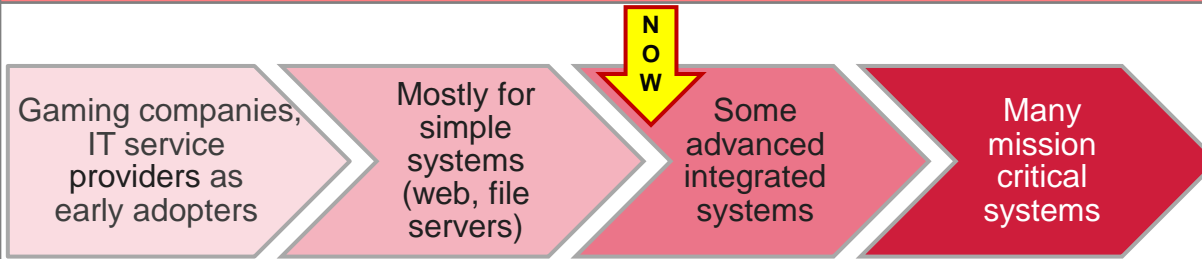 N
O
W
Gaming companies,
IT service
providers as
early adopters
Mostly for
simple
systems
(web, file
servers)
Some
advanced
integrated
systems
Many
mission
critical
systems